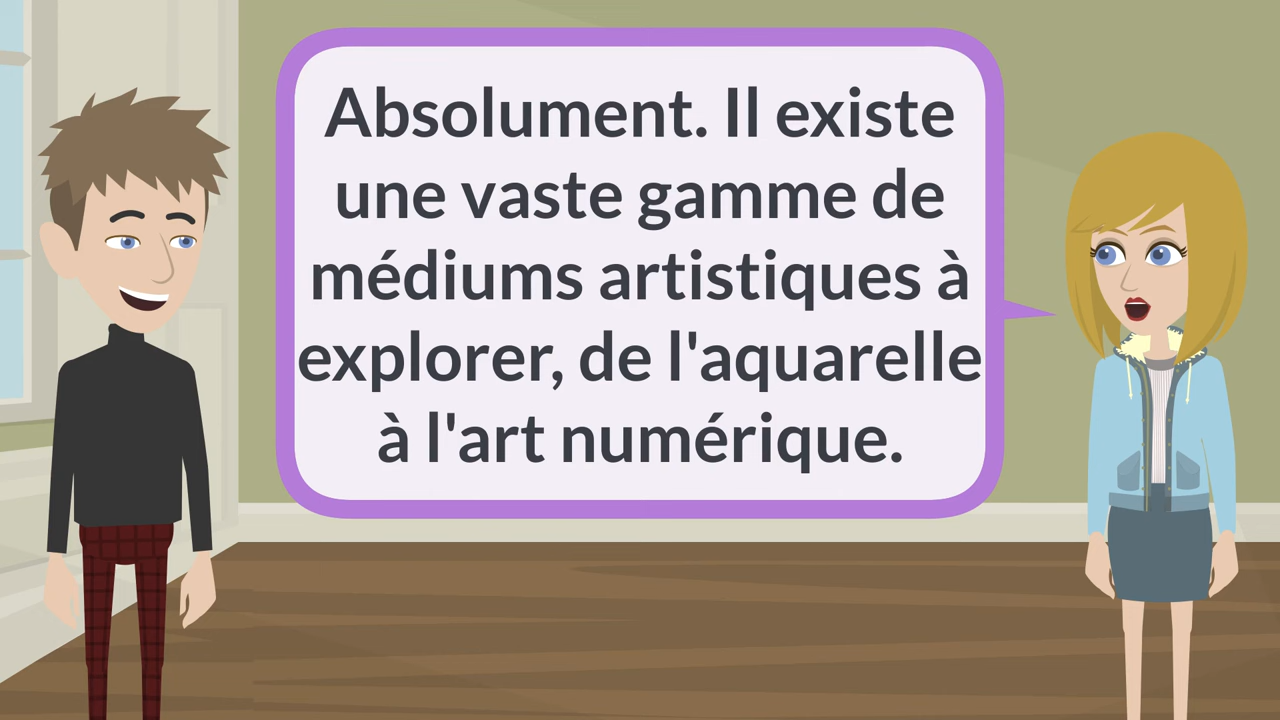 Absolument. Il existe
une vaste gamme de
médiums artistiques à
explorer, de l'aquarelle
à l'art numérique.